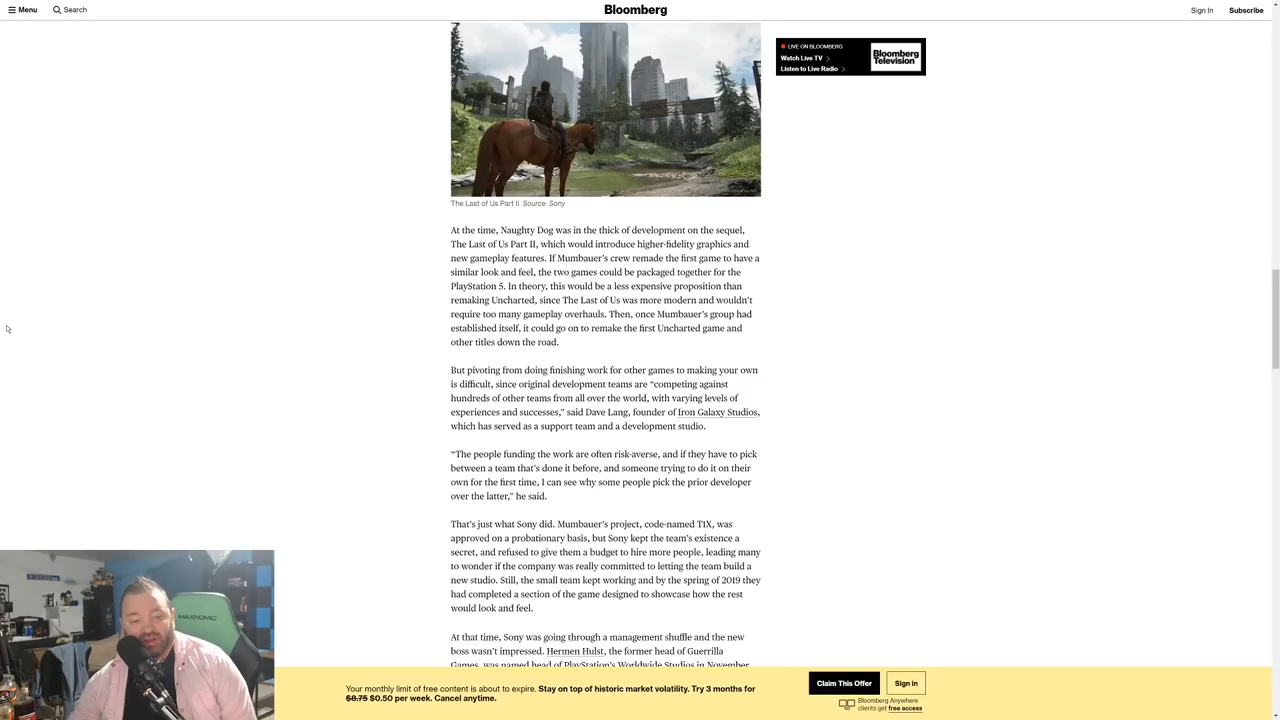 Menu
Search
Bloomberg
Sign In
Subscribe
LIVE ON BLOOMBERG
Watch Live TV
Listen to Live Radio
Bloomberg
Television
The Last of Us Part II Source: Sony
At the time, Naughty Dog was in the thick of development on the sequel,
The Last of Us Part II, which would introduce higher-fidelity graphics and
new gameplay features. If Mumbauer’s crew remade the first game to have a
similar look and feel, the two games could be packaged together for the
PlayStation 5. In theory, this would be a less expensive proposition than
remaking Uncharted, since The Last of Us was more modern and wouldn’t
require too many gameplay overhauls. Then, once Mumbauer’s group had
established itself, it could go on to remake the first Uncharted game and
other titles down the road.
But pivoting from doing finishing work for other games to making your own
is difficult, since original development teams are “competing against
hundreds of other teams from all over the world, with varying levels of
experiences and successes,” said Dave Lang, founder of Iron Galaxy Studios,
which has served as a support team and a development studio.
“The people funding the work are often risk-averse, and if they have to pick
between a team that’s done it before, and someone trying to do it on their
own for the first time, I can see why some people pick the prior developer
over the latter,” he said.
That’s just what Sony did. Mumbauer’s project, code-named T1X, was
approved on a probationary basis, but Sony kept the team’s existence a
secret, and refused to give them a budget to hire more people, leading many
to wonder if the company was really committed to letting the team build a
new studio. Still, the small team kept working and by the spring of 2019 they
had completed a section of the game designed to showcase how the rest
would look and feel.
At that time, Sony was going through a management shuffle and the new
boss wasn’t impressed. Hermen Hulst, the former head of Guerrilla
Games, was named head of PlayStation’s Worldwide Studios in November
MAXNOMIC
Your monthly limit of free content is about to expire. Stay on top of historic market volatility. Try 3 months for
$8.75 $0.50 per week. Cancel anytime.
Claim This Offer
Sign in
Bloomberg Anywhere
clients get free access